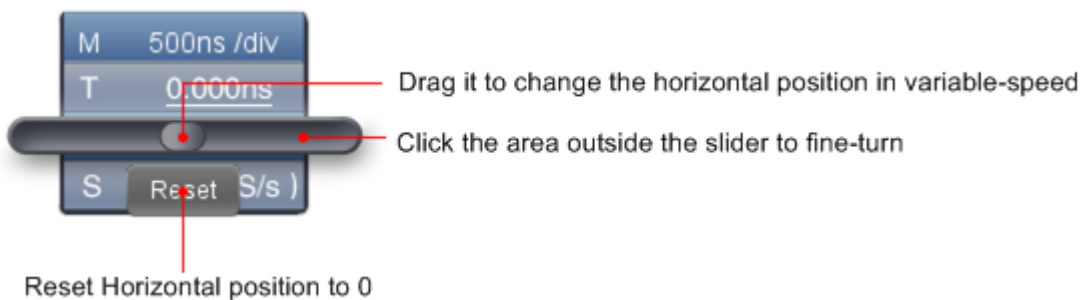 M 500ns /div
T 0.000ns
Drag it to change the horizontal position in variable-speed
Click the area outside the slider to fine-turn
S Reset S/s )
Reset Horizontal position to 0